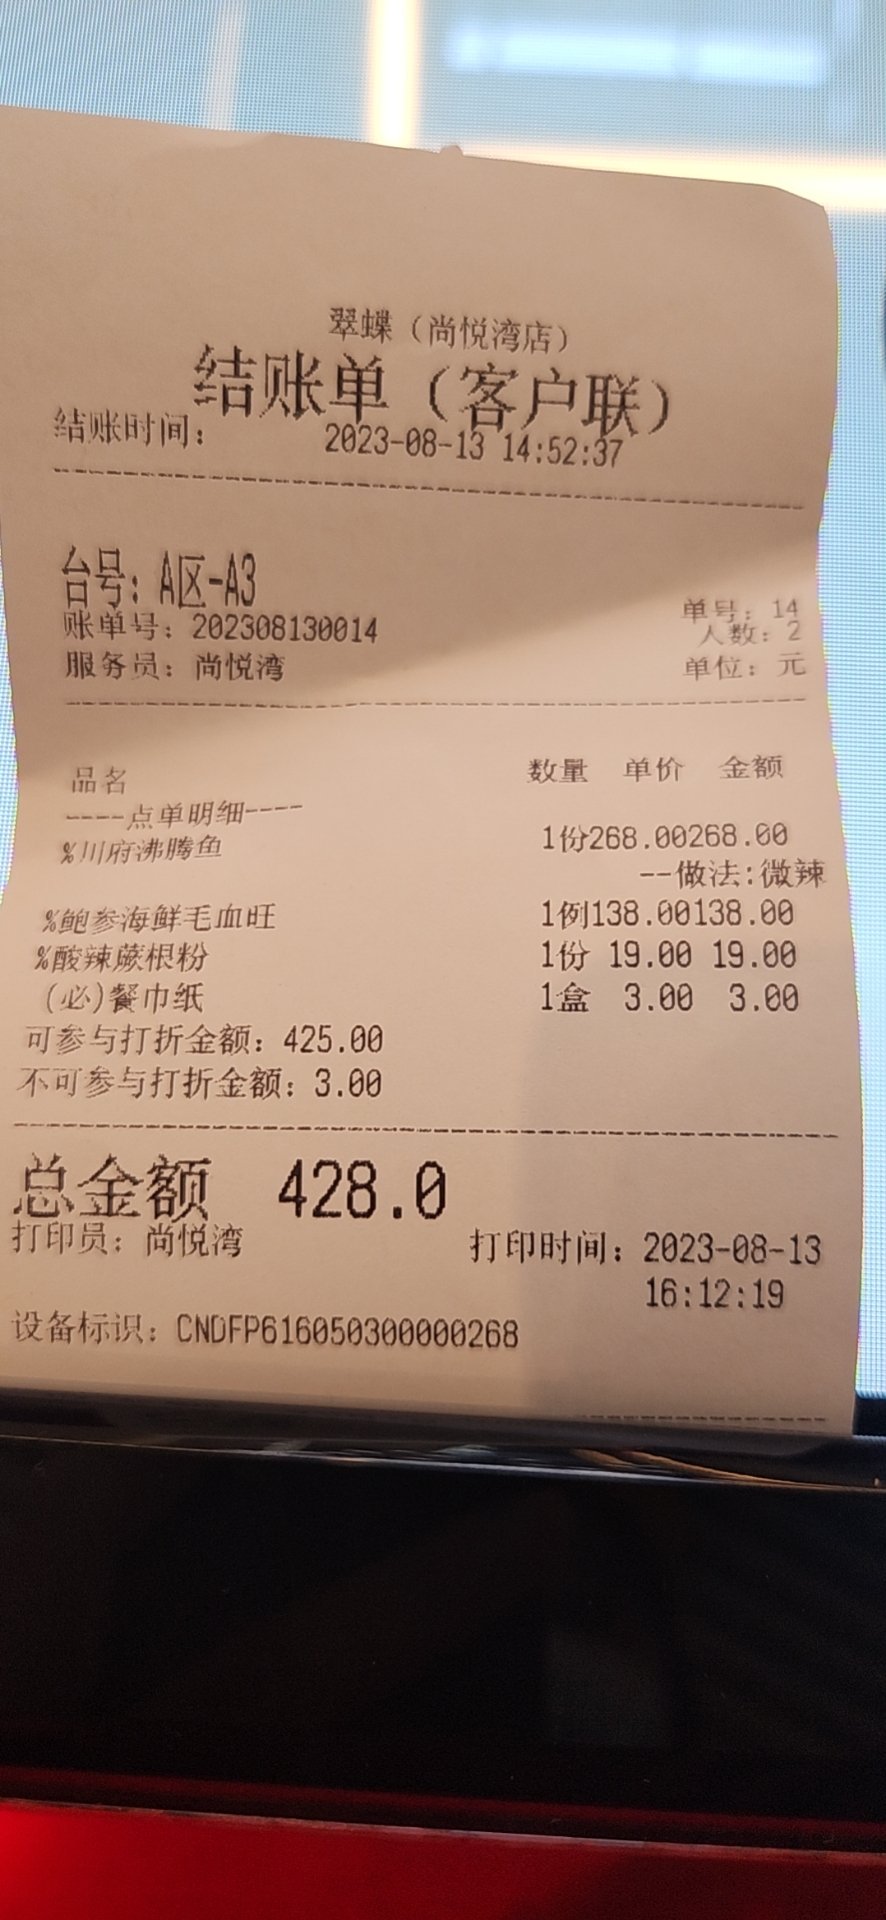 翠蝶（尚悦湾店）
结账单（客户联）
结账时间： 2023-08-13 14:52:37
台号：A区-A3
单号：14
账单号：202308130014 人数：2
服务员：尚悦湾 单位：元
品名 数量 单价 金额
----点单明细----
%川府沸腾鱼 1份268.00268.00
--做法:微辣
%鲍参海鲜毛血旺 1例138.00138.00
%酸辣蕨根粉 1份 19.00 19.00
(必)餐巾纸 1盒 3.00 3.00
可参与打折金额：425.00
不可参与打折金额：3.00
总金额 428.0
打印员：尚悦湾 打印时间：2023-08-13
16:12:19
设备标识：CNDFP616050300000268